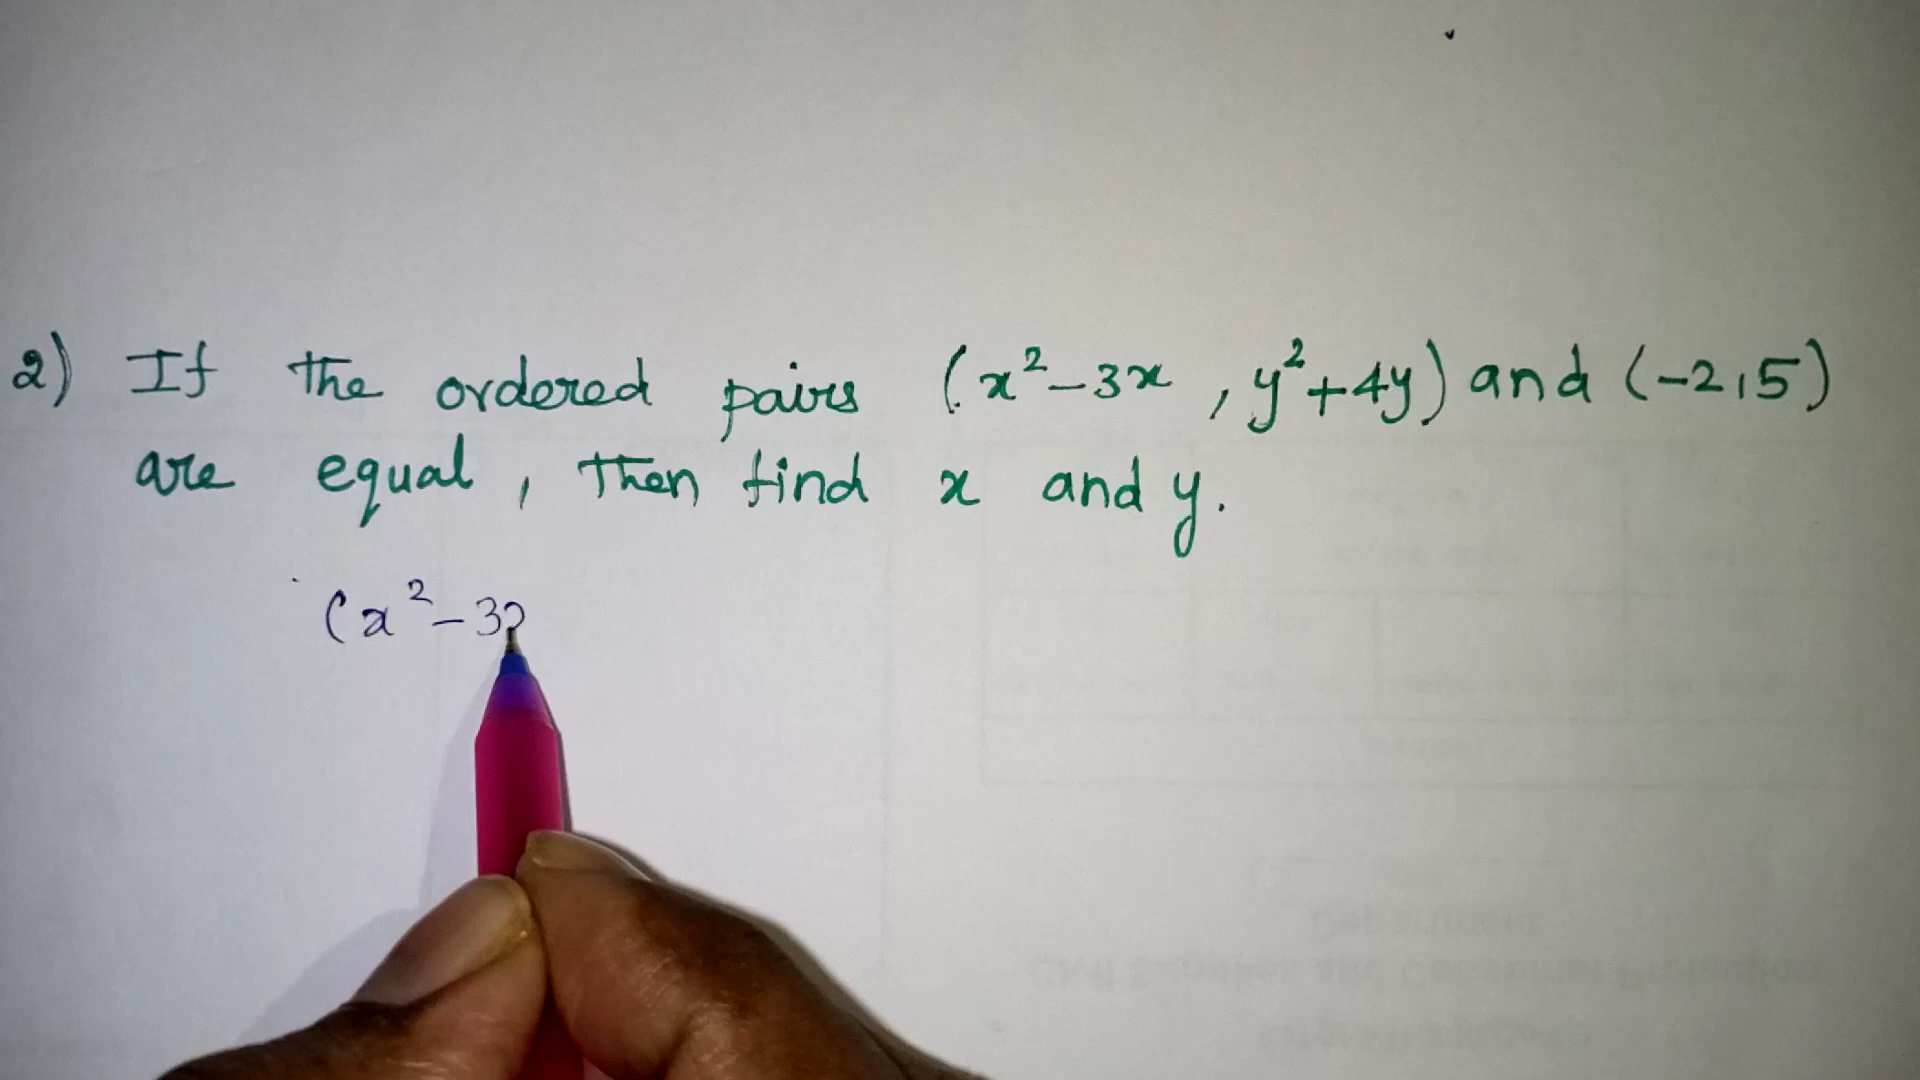 2) If the ordered pairs (x²-3x, y²+4y) and (-2,5)
are equal, then find x and y.
(x²-3